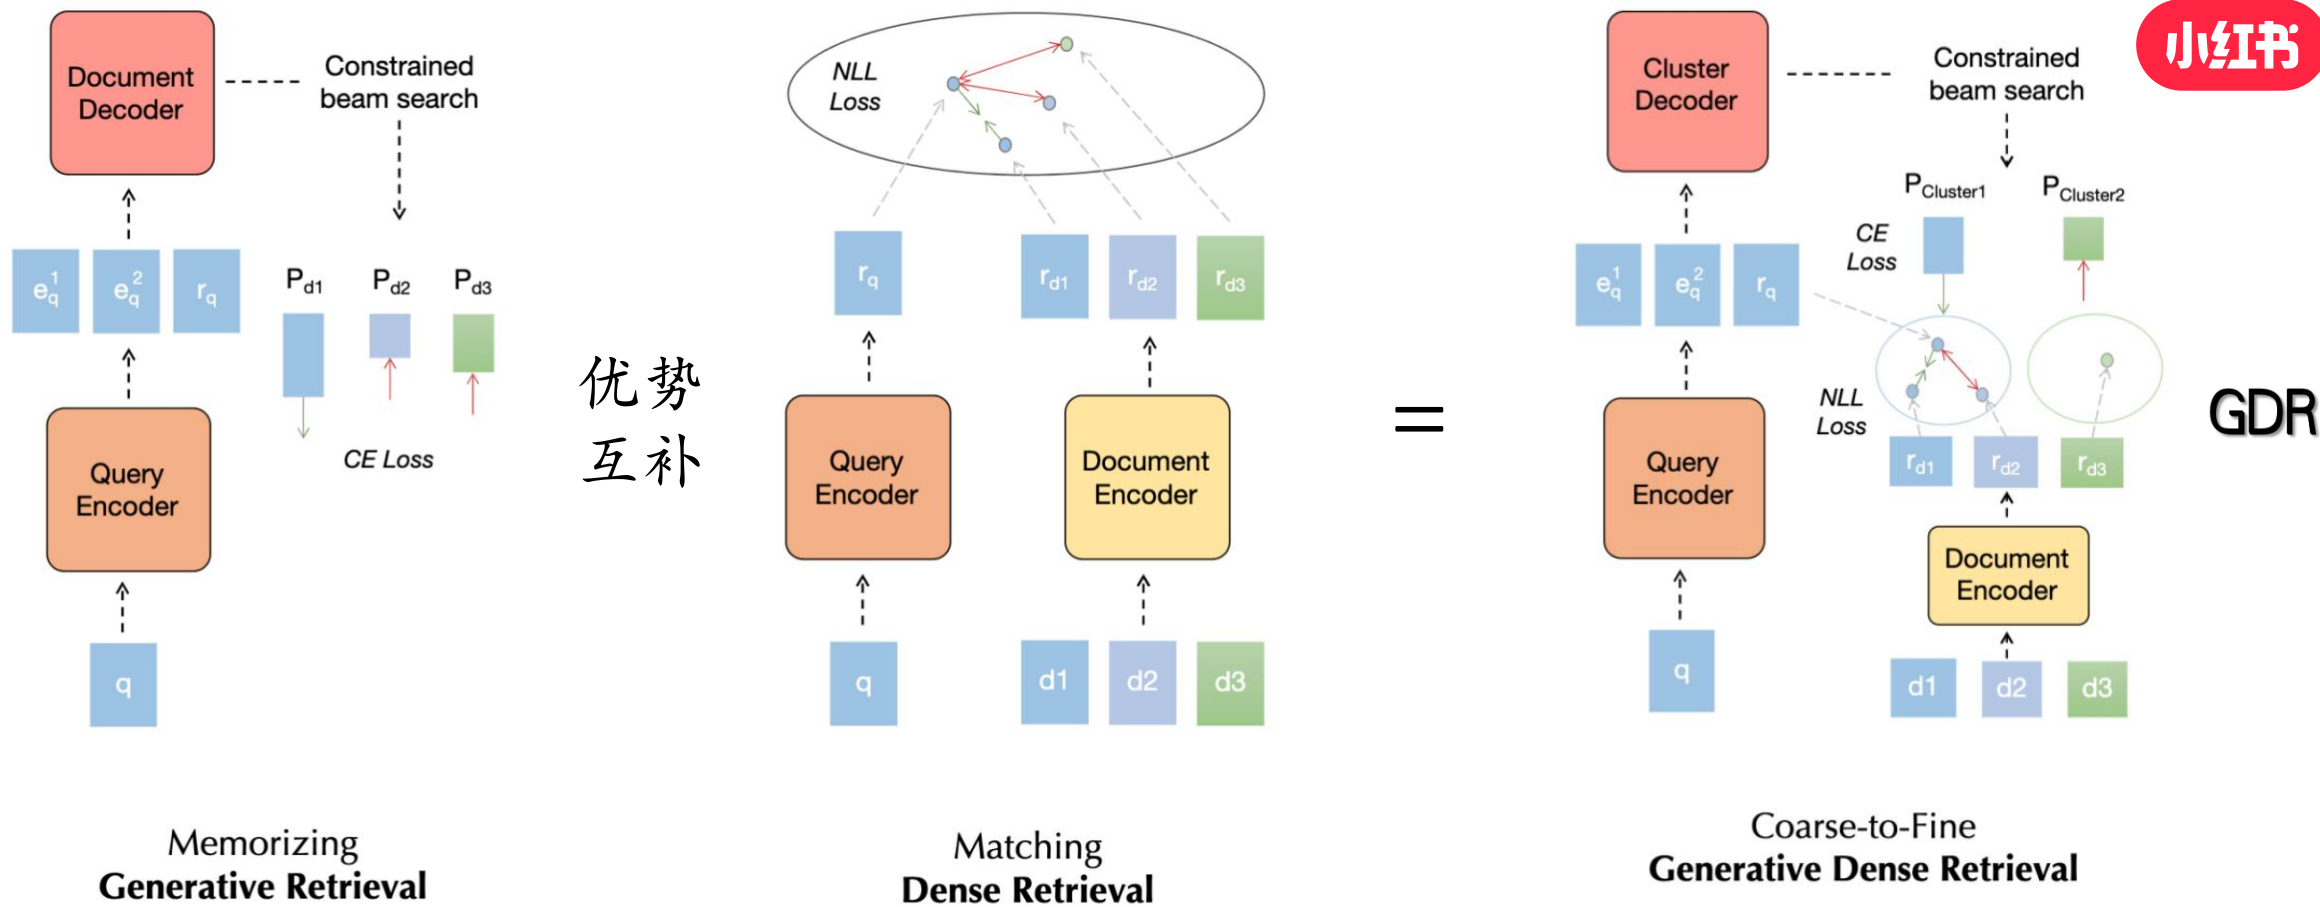 Document
Decoder
Constrained
beam search
e_q^1
e_q^2
r_q
P_d1
P_d2
P_d3
CE Loss
Query
Encoder
q
Memorizing
Generative Retrieval
优势
互补
NLL
Loss
r_q
r_d1
r_d2
r_d3
Query
Encoder
Document
Encoder
q
d1
d2
d3
Matching
Dense Retrieval
=
Cluster
Decoder
Constrained
beam search
P_Cluster1
P_Cluster2
CE
Loss
e_q^1
e_q^2
r_q
NLL
Loss
r_d1
r_d2
r_d3
Query
Encoder
Document
Encoder
q
d1
d2
d3
Coarse-to-Fine
Generative Dense Retrieval
小红书
GDR